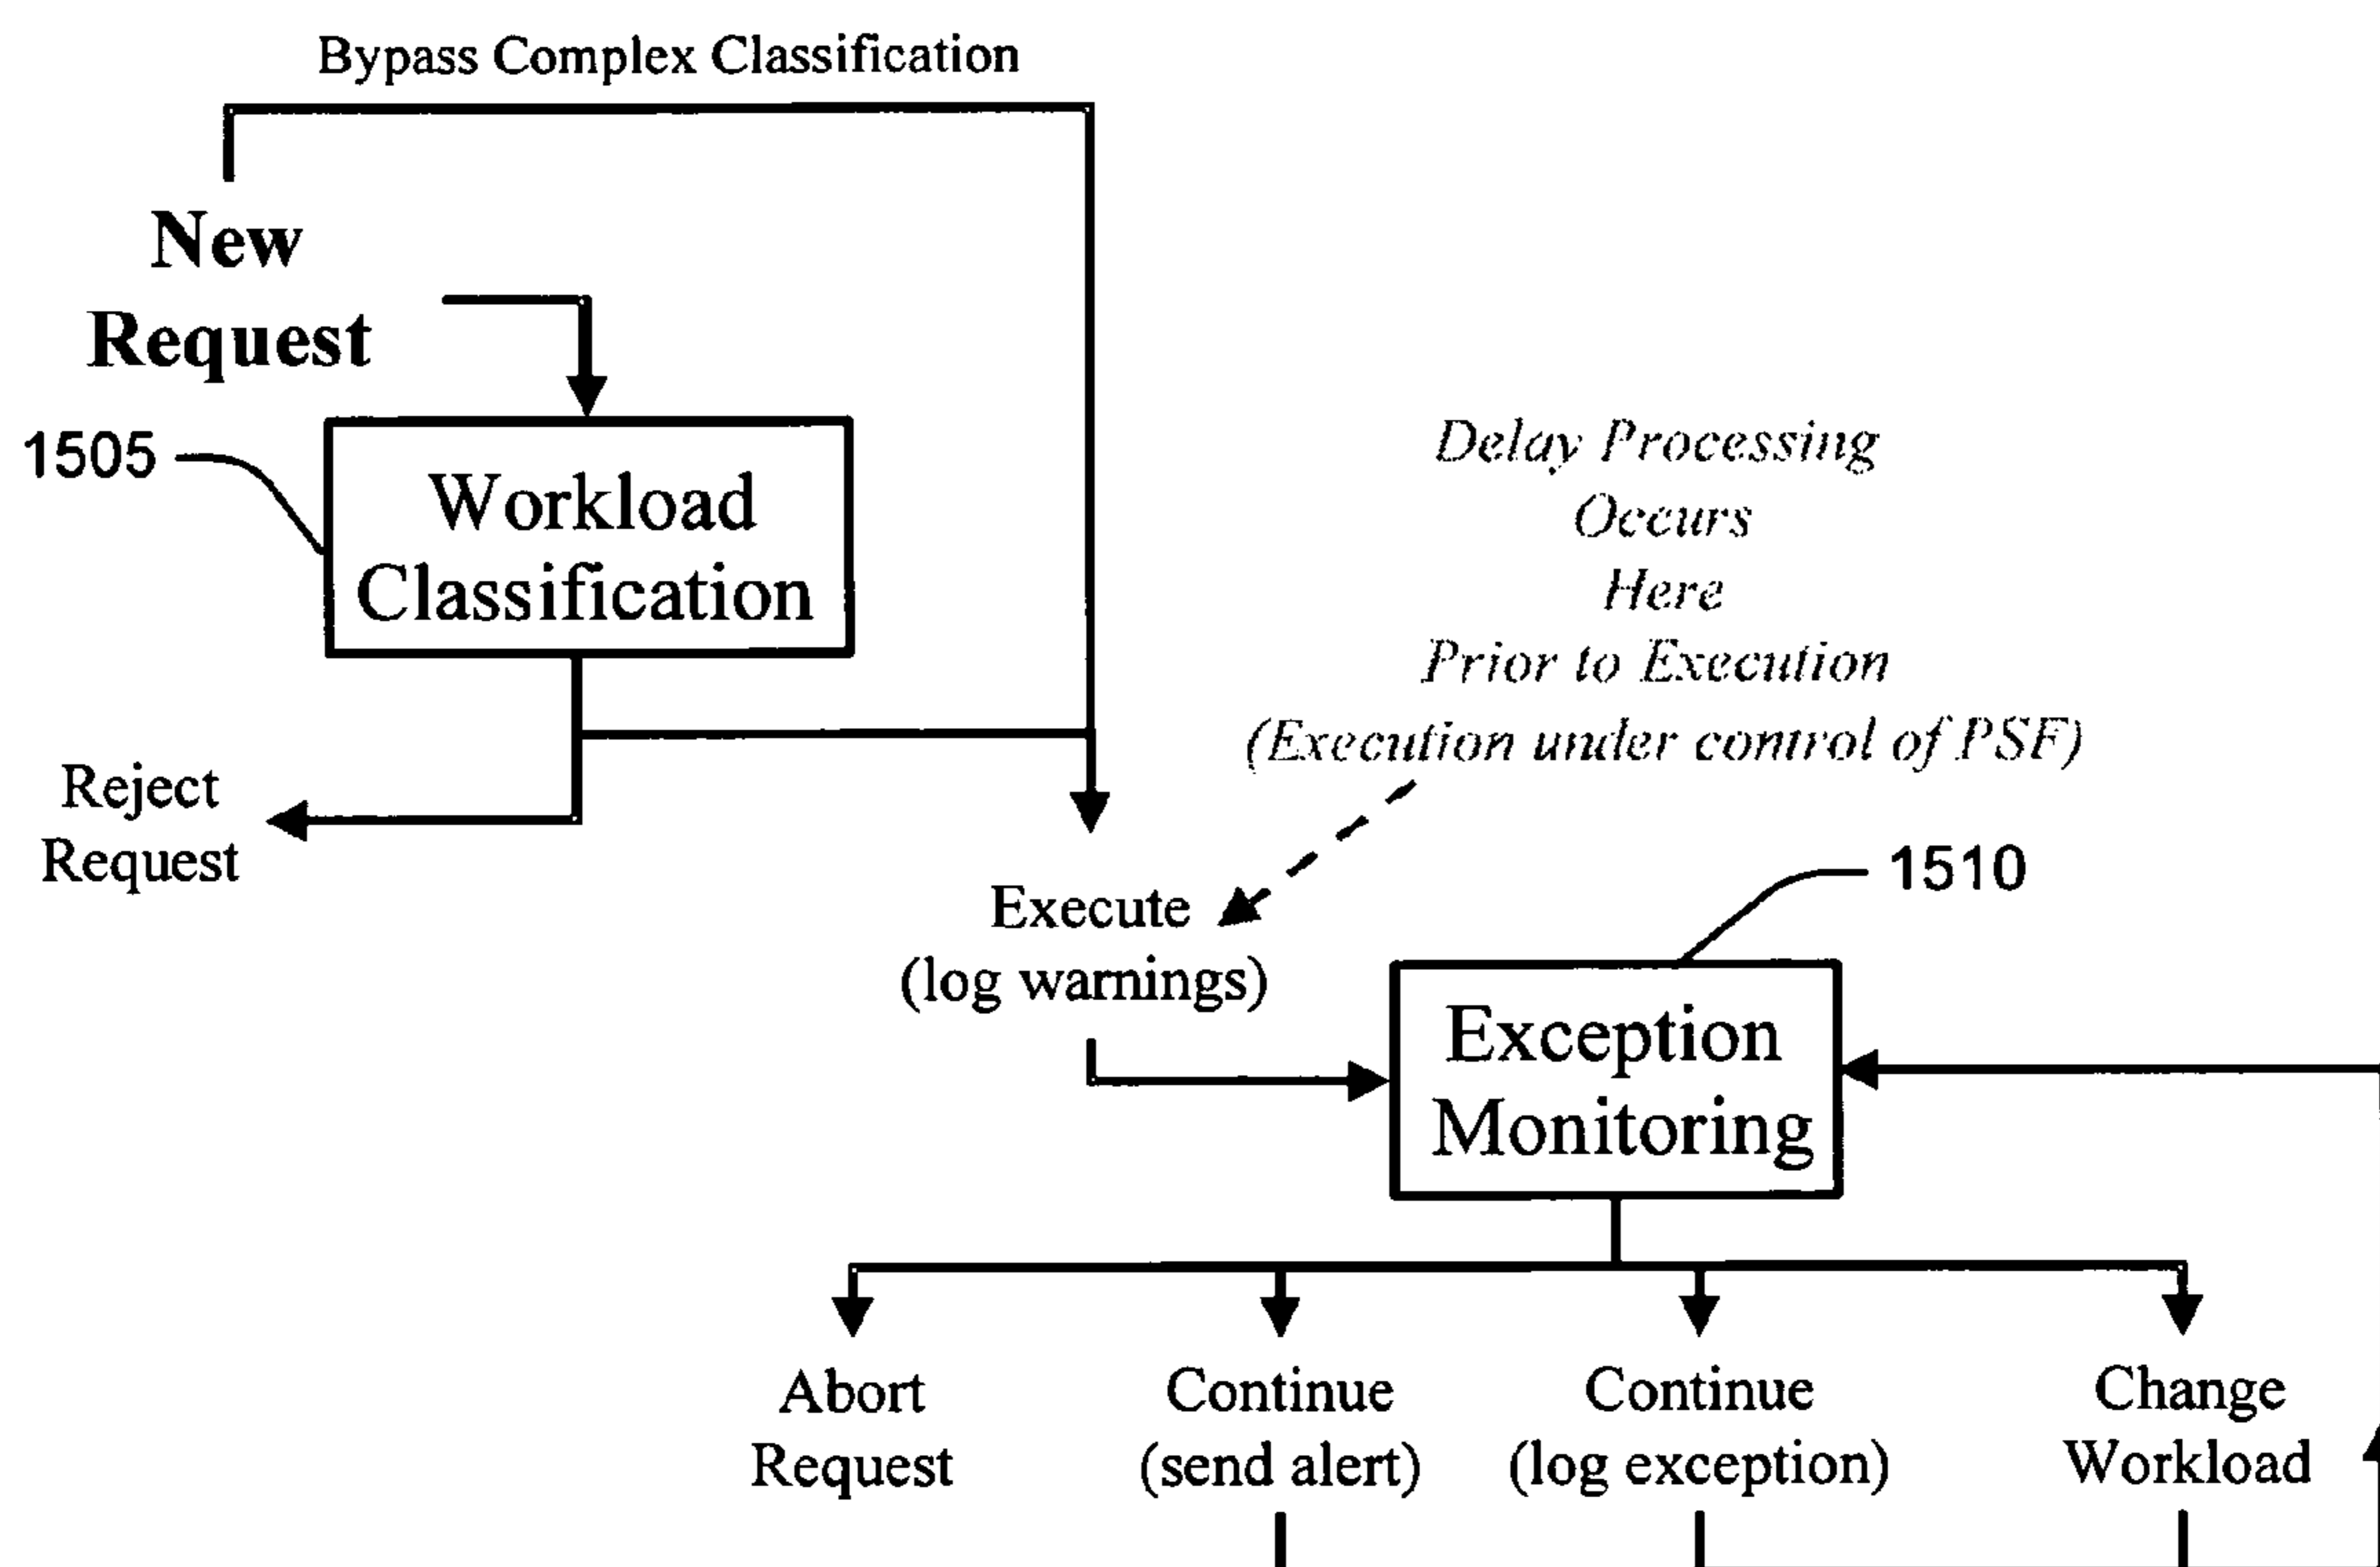 Bypass Complex Classification
New
Request
1505
Workload
Classification
Delay Processing
Occurs
Here
Prior to Execution
(Execution under control of PSF)
Reject
Request
1510
Execute
(log warnings)
Exception
Monitoring
Abort
Request
Continue
(send alert)
Continue
(log exception)
Change
Workload